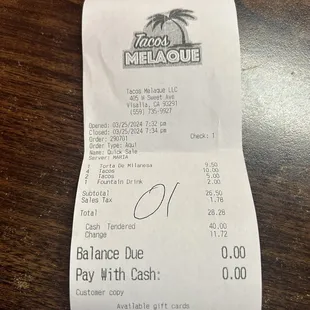 Tacos
MELAQUE
Tacos Melaque LLC
405 W Sweet Ave
Visalia, CA 93291
(559) 735-9927
Opened: 03/25/2024 7:32 pm
Closed: 03/25/2024 7:34 pm
Order: 290701 Check: 1
Order Type: Aqui
Name: Quick Sale
Server: MARIA
1 Torta De Milanesa 9.50
4 Tacos 10.00
2 Tacos 5.00
1 Fountain Drink 2.00
Subtotal 26.50
Sales Tax 1.78
Total 28.28
01
Cash Tendered 40.00
Change 11.72
Balance Due 0.00
Pay With Cash: 0.00
Customer copy
Available gift cards